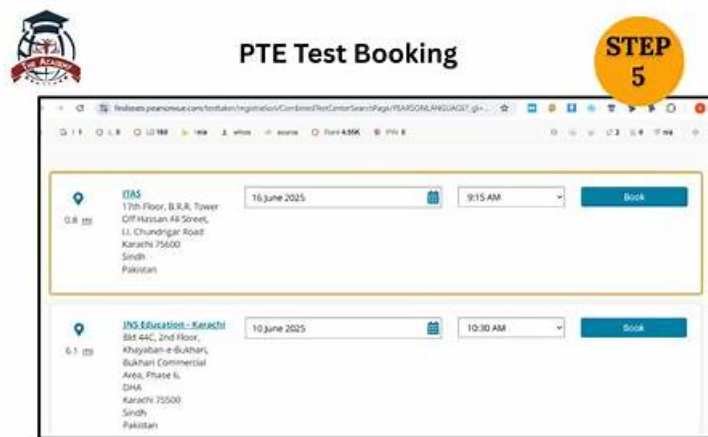 THE ACADEMY
PTE Test Booking
STEP
5
ITAS
17th Floor, B.R.R. Tower
Off Hassan Ali Street,
I.I. Chundrigar Road
Karachi 75600
Sindh
Pakistan
0.8 mi
16 June 2025
9:15 AM
Book
JNS Education - Karachi
Bld 44C, 2nd Floor,
Khayaban-e-Bukhari,
Bukhari Commercial
Area, Phase 6,
DHA
Karachi 75500
Sindh
Pakistan
6.1 mi
10 June 2025
10:30 AM
Book